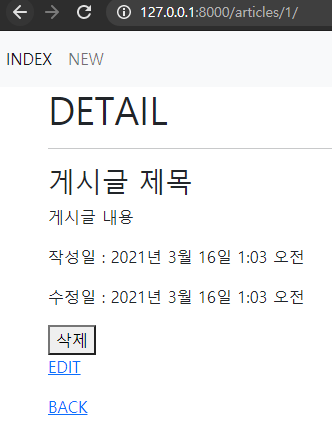 127.0.0.1:8000/articles/1/
INDEX NEW
DETAIL
게시글 제목
게시글 내용
작성일 : 2021년 3월 16일 1:03 오전
수정일 : 2021년 3월 16일 1:03 오전
삭제
EDIT
BACK